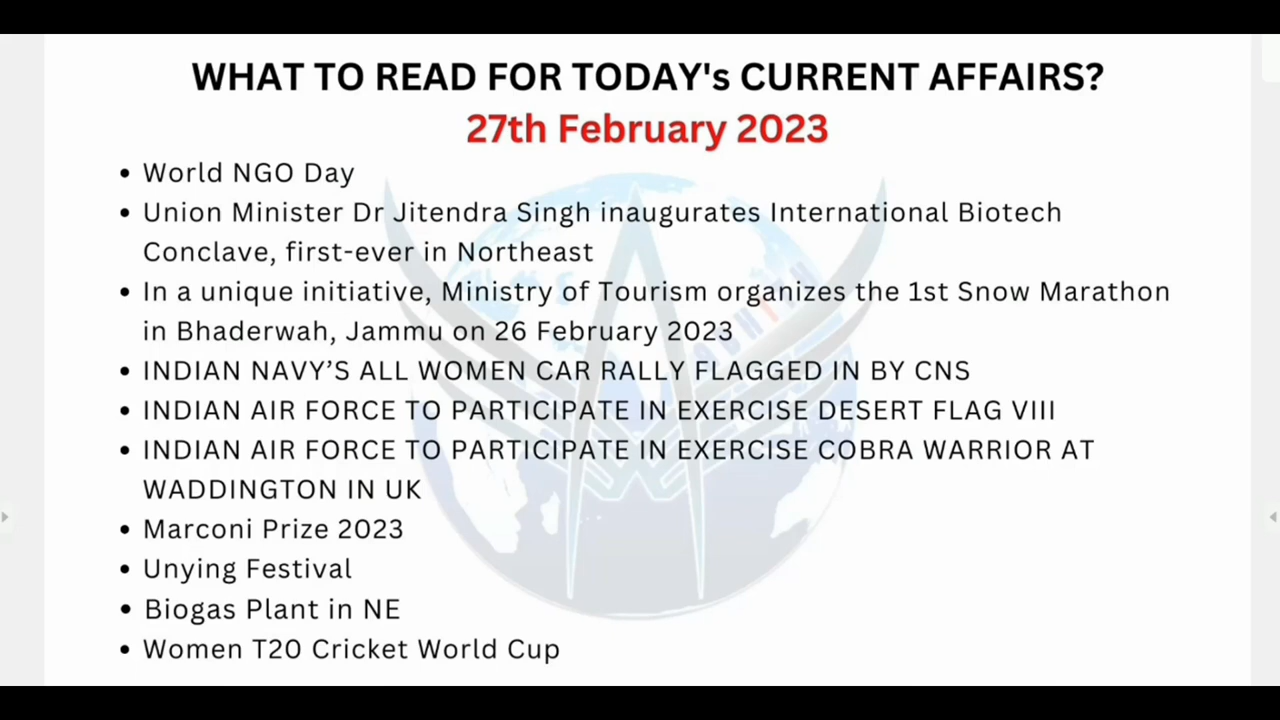 WHAT TO READ FOR TODAY's CURRENT AFFAIRS?
27th February 2023
• World NGO Day
• Union Minister Dr Jitendra Singh inaugurates International Biotech
Conclave, first-ever in Northeast
• In a unique initiative, Ministry of Tourism organizes the 1st Snow Marathon
in Bhaderwah, Jammu on 26 February 2023
• INDIAN NAVY’S ALL WOMEN CAR RALLY FLAGGED IN BY CNS
• INDIAN AIR FORCE TO PARTICIPATE IN EXERCISE DESERT FLAG VIII
• INDIAN AIR FORCE TO PARTICIPATE IN EXERCISE COBRA WARRIOR AT
WADDINGTON IN UK
• Marconi Prize 2023
• Unying Festival
• Biogas Plant in NE
• Women T20 Cricket World Cup